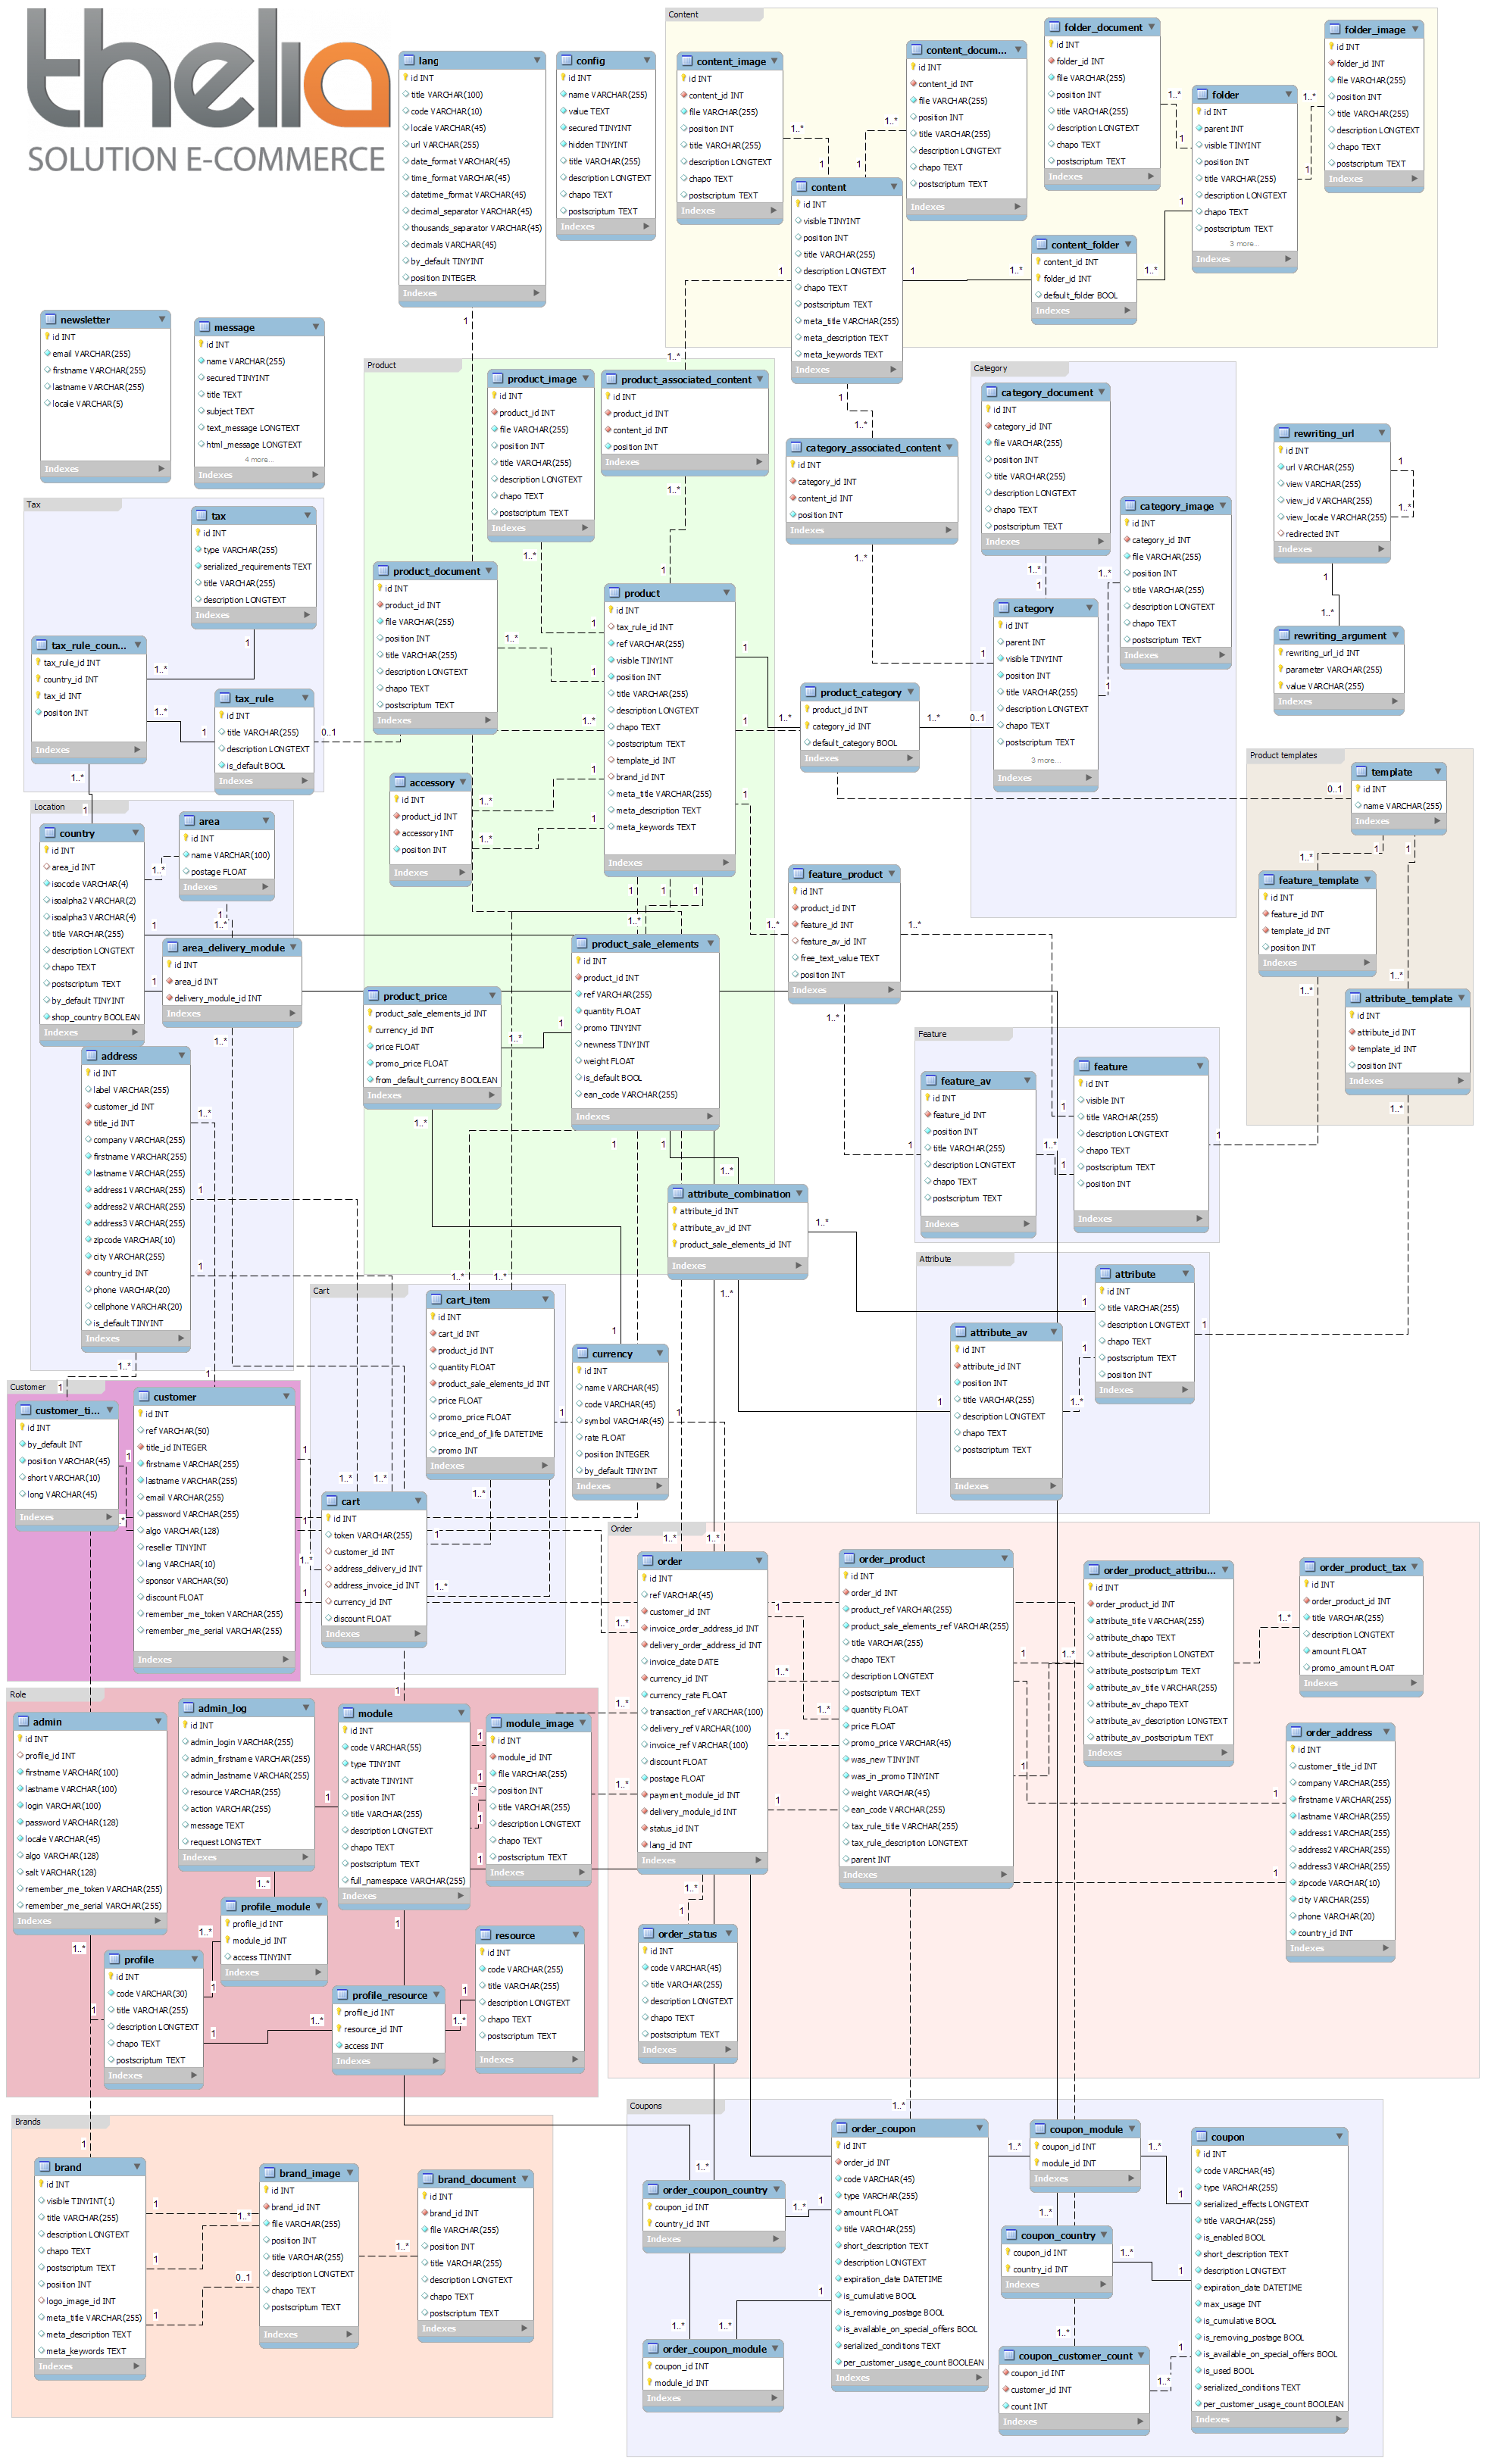 thelia
SOLUTION E-COMMERCE
lang
id INT
title VARCHAR(100)
code VARCHAR(10)
locale VARCHAR(45)
url VARCHAR(255)
date_format VARCHAR(45)
time_format VARCHAR(45)
datetime_format VARCHAR(45)
decimal_separator VARCHAR(45)
thousands_separator VARCHAR(45)
decimals VARCHAR(45)
by_default TINYINT
position INTEGER
Indexes
config
id INT
name VARCHAR(255)
value TEXT
secured TINYINT
hidden TINYINT
title VARCHAR(255)
description LONGTEXT
chapo TEXT
postscriptum TEXT
Indexes
Content
content_image
id INT
content_id INT
file VARCHAR(255)
position INT
title VARCHAR(255)
description LONGTEXT
chapo TEXT
postscriptum TEXT
Indexes
content_docum...
id INT
content_id INT
file VARCHAR(255)
position INT
title VARCHAR(255)
description LONGTEXT
chapo TEXT
postscriptum TEXT
Indexes
folder_document
id INT
folder_id INT
file VARCHAR(255)
position INT
title VARCHAR(255)
description LONGTEXT
chapo TEXT
postscriptum TEXT
Indexes
folder
id INT
parent INT
visible TINYINT
position INT
title VARCHAR(255)
description LONGTEXT
chapo TEXT
postscriptum TEXT
3 more...
Indexes
folder_image
id INT
folder_id INT
file VARCHAR(255)
position INT
title VARCHAR(255)
description LONGTEXT
chapo TEXT
postscriptum TEXT
Indexes
content
id INT
visible TINYINT
position INT
title VARCHAR(255)
description LONGTEXT
chapo TEXT
postscriptum TEXT
meta_title VARCHAR(255)
meta_description TEXT
meta_keywords TEXT
Indexes
content_folder
content_id INT
folder_id INT
default_folder BOOL
Indexes
newsletter
id INT
email VARCHAR(255)
firstname VARCHAR(255)
lastname VARCHAR(255)
locale VARCHAR(5)
Indexes
message
id INT
name VARCHAR(255)
secured TINYINT
title TEXT
subject TEXT
text_message LONGTEXT
html_message LONGTEXT
4 more...
Indexes
Product
product_image
id INT
product_id INT
file VARCHAR(255)
position INT
title VARCHAR(255)
description LONGTEXT
chapo TEXT
postscriptum TEXT
Indexes
product_associated_content
id INT
product_id INT
content_id INT
position INT
Indexes
category_associated_content
id INT
category_id INT
content_id INT
position INT
Indexes
Category
category_document
id INT
category_id INT
file VARCHAR(255)
position INT
title VARCHAR(255)
description LONGTEXT
chapo TEXT
postscriptum TEXT
Indexes
category_image
id INT
category_id INT
file VARCHAR(255)
position INT
title VARCHAR(255)
description LONGTEXT
chapo TEXT
postscriptum TEXT
Indexes
rewriting_url
id INT
url VARCHAR(255)
view VARCHAR(255)
view_id VARCHAR(255)
view_locale VARCHAR(255)
redirected INT
Indexes
rewriting_argument
rewriting_url_id INT
parameter VARCHAR(255)
value VARCHAR(255)
Indexes
Tax
tax
id INT
type VARCHAR(255)
serialized_requirements TEXT
title VARCHAR(255)
description LONGTEXT
Indexes
tax_rule_coun...
tax_rule_id INT
country_id INT
tax_id INT
position INT
Indexes
tax_rule
id INT
title VARCHAR(255)
description LONGTEXT
is_default BOOL
Indexes
product_document
id INT
product_id INT
file VARCHAR(255)
position INT
title VARCHAR(255)
description LONGTEXT
chapo TEXT
postscriptum TEXT
Indexes
product
id INT
tax_rule_id INT
ref VARCHAR(255)
visible TINYINT
position INT
title VARCHAR(255)
description LONGTEXT
chapo TEXT
postscriptum TEXT
template_id INT
brand_id INT
meta_title VARCHAR(255)
meta_description TEXT
meta_keywords TEXT
Indexes
accessory
id INT
product_id INT
accessory INT
position INT
Indexes
product_category
product_id INT
category_id INT
default_category BOOL
Indexes
category
id INT
parent INT
visible TINYINT
position INT
title VARCHAR(255)
description LONGTEXT
chapo TEXT
postscriptum TEXT
3 more...
Indexes
Product templates
template
id INT
name VARCHAR(255)
Indexes
feature_template
id INT
feature_id INT
template_id INT
position INT
Indexes
attribute_template
id INT
attribute_id INT
template_id INT
position INT
Indexes
Location
country
id INT
area_id INT
isocode VARCHAR(4)
isoalpha2 VARCHAR(2)
isoalpha3 VARCHAR(4)
title VARCHAR(255)
description LONGTEXT
chapo TEXT
postscriptum TEXT
by_default TINYINT
shop_country BOOLEAN
area
id INT
name VARCHAR(100)
postage FLOAT
Indexes
area_delivery_module
id INT
area_id INT
delivery_module_id INT
Indexes
address
id INT
label VARCHAR(255)
customer_id INT
title_id INT
company VARCHAR(255)
firstname VARCHAR(255)
lastname VARCHAR(255)
address1 VARCHAR(255)
address2 VARCHAR(255)
address3 VARCHAR(255)
zipcode VARCHAR(10)
city VARCHAR(255)
country_id INT
phone VARCHAR(20)
cellphone VARCHAR(20)
is_default TINYINT
Indexes
product_price
product_sale_elements_id INT
currency_id INT
price FLOAT
promo_price FLOAT
from_default_currency BOOLEAN
Indexes
product_sale_elements
id INT
product_id INT
ref VARCHAR(255)
quantity FLOAT
promo TINYINT
newness TINYINT
weight FLOAT
is_default BOOL
ean_code VARCHAR(255)
Indexes
feature_product
id INT
product_id INT
feature_id INT
feature_av_id INT
free_text_value TEXT
position INT
Indexes
Feature
feature_av
id INT
feature_id INT
position INT
title VARCHAR(255)
description LONGTEXT
chapo TEXT
postscriptum TEXT
Indexes
feature
id INT
visible INT
title VARCHAR(255)
description LONGTEXT
chapo TEXT
postscriptum TEXT
position INT
Indexes
attribute_combination
attribute_id INT
attribute_av_id INT
product_sale_elements_id INT
Indexes
Attribute
attribute
id INT
title VARCHAR(255)
description LONGTEXT
chapo TEXT
postscriptum TEXT
position INT
Indexes
attribute_av
id INT
attribute_id INT
position INT
title VARCHAR(255)
description LONGTEXT
chapo TEXT
postscriptum TEXT
Indexes
Cart
cart_item
id INT
cart_id INT
product_id INT
quantity FLOAT
product_sale_elements_id INT
price FLOAT
promo_price FLOAT
price_end_of_life DATETIME
promo INT
Indexes
currency
id INT
name VARCHAR(45)
code VARCHAR(45)
symbol VARCHAR(45)
rate FLOAT
position INTEGER
by_default TINYINT
Indexes
cart
id INT
token VARCHAR(255)
customer_id INT
address_delivery_id INT
address_invoice_id INT
currency_id INT
discount FLOAT
Indexes
Customer
customer_ti...
id INT
by_default INT
position VARCHAR(45)
short VARCHAR(10)
long VARCHAR(45)
Indexes
customer
id INT
ref VARCHAR(50)
title_id INTEGER
firstname VARCHAR(255)
lastname VARCHAR(255)
email VARCHAR(255)
password VARCHAR(255)
algo VARCHAR(128)
reseller TINYINT
lang VARCHAR(10)
sponsor VARCHAR(50)
discount FLOAT
remember_me_token VARCHAR(255)
remember_me_serial VARCHAR(255)
Indexes
Order
order
id INT
ref VARCHAR(45)
customer_id INT
invoice_order_address_id INT
delivery_order_address_id INT
invoice_date DATE
currency_id INT
currency_rate FLOAT
transaction_ref VARCHAR(100)
delivery_ref VARCHAR(100)
invoice_ref VARCHAR(100)
discount FLOAT
postage FLOAT
payment_module_id INT
delivery_module_id INT
status_id INT
lang_id INT
Indexes
order_product
id INT
order_id INT
product_ref VARCHAR(255)
product_sale_elements_ref VARCHAR(255)
title VARCHAR(255)
chapo TEXT
description LONGTEXT
postscriptum TEXT
quantity FLOAT
price FLOAT
promo_price VARCHAR(45)
was_new TINYINT
was_in_promo TINYINT
weight VARCHAR(45)
ean_code VARCHAR(255)
tax_rule_title VARCHAR(255)
tax_rule_description LONGTEXT
parent INT
Indexes
order_product_attribu...
id INT
order_product_id INT
attribute_title VARCHAR(255)
attribute_chapo TEXT
attribute_description LONGTEXT
attribute_postscriptum TEXT
attribute_av_title VARCHAR(255)
attribute_av_chapo TEXT
attribute_av_description LONGTEXT
attribute_av_postscriptum TEXT
Indexes
order_product_tax
id INT
order_product_id INT
title VARCHAR(255)
description LONGTEXT
amount FLOAT
promo_amount FLOAT
Indexes
order_address
id INT
customer_title_id INT
company VARCHAR(255)
firstname VARCHAR(255)
lastname VARCHAR(255)
address1 VARCHAR(255)
address2 VARCHAR(255)
address3 VARCHAR(255)
zipcode VARCHAR(10)
city VARCHAR(255)
phone VARCHAR(20)
country_id INT
Indexes
order_status
id INT
code VARCHAR(45)
title VARCHAR(255)
description LONGTEXT
chapo TEXT
postscriptum TEXT
Indexes
Role
admin
id INT
profile_id INT
firstname VARCHAR(100)
lastname VARCHAR(100)
login VARCHAR(100)
password VARCHAR(128)
locale VARCHAR(45)
algo VARCHAR(128)
salt VARCHAR(128)
remember_me_token VARCHAR(255)
remember_me_serial VARCHAR(255)
Indexes
admin_log
id INT
admin_login VARCHAR(255)
admin_firstname VARCHAR(255)
admin_lastname VARCHAR(255)
resource VARCHAR(255)
action VARCHAR(255)
message TEXT
request LONGTEXT
Indexes
module
id INT
code VARCHAR(55)
type TINYINT
activate TINYINT
position INT
title VARCHAR(255)
description LONGTEXT
chapo TEXT
postscriptum TEXT
full_namespace VARCHAR(255)
Indexes
module_image
id INT
module_id INT
file VARCHAR(255)
position INT
title VARCHAR(255)
description LONGTEXT
chapo TEXT
postscriptum TEXT
Indexes
profile_module
profile_id INT
module_id INT
access TINYINT
Indexes
profile
id INT
code VARCHAR(30)
title VARCHAR(255)
description LONGTEXT
chapo TEXT
postscriptum TEXT
Indexes
profile_resource
profile_id INT
resource_id INT
access INT
Indexes
resource
id INT
code VARCHAR(255)
title VARCHAR(255)
description LONGTEXT
chapo TEXT
postscriptum TEXT
Indexes
Brands
brand
id INT
visible TINYINT(1)
title VARCHAR(255)
description LONGTEXT
chapo TEXT
postscriptum TEXT
position INT
logo_image_id INT
meta_title VARCHAR(255)
meta_description TEXT
meta_keywords TEXT
Indexes
brand_image
id INT
brand_id INT
file VARCHAR(255)
position INT
title VARCHAR(255)
description LONGTEXT
chapo TEXT
postscriptum TEXT
Indexes
brand_document
id INT
brand_id INT
file VARCHAR(255)
position INT
title VARCHAR(255)
description LONGTEXT
chapo TEXT
postscriptum TEXT
Indexes
Coupons
order_coupon_country
coupon_id INT
country_id INT
Indexes
order_coupon_module
coupon_id INT
module_id INT
Indexes
order_coupon
id INT
order_id INT
code VARCHAR(45)
type VARCHAR(255)
amount FLOAT
title VARCHAR(255)
short_description TEXT
description LONGTEXT
expiration_date DATETIME
is_cumulative BOOL
is_removing_postage BOOL
is_available_on_special_offers BOOL
serialized_conditions TEXT
per_customer_usage_count BOOLEAN
Indexes
coupon_module
coupon_id INT
module_id INT
Indexes
coupon_country
coupon_id INT
country_id INT
Indexes
coupon_customer_count
coupon_id INT
customer_id INT
count INT
Indexes
coupon
id INT
code VARCHAR(45)
type VARCHAR(255)
serialized_effects LONGTEXT
title VARCHAR(255)
is_enabled BOOL
short_description TEXT
description LONGTEXT
expiration_date DATETIME
max_usage INT
is_cumulative BOOL
is_removing_postage BOOL
is_available_on_special_offers BOOL
is_used BOOL
serialized_conditions TEXT
per_customer_usage_count BOOLEAN
Indexes